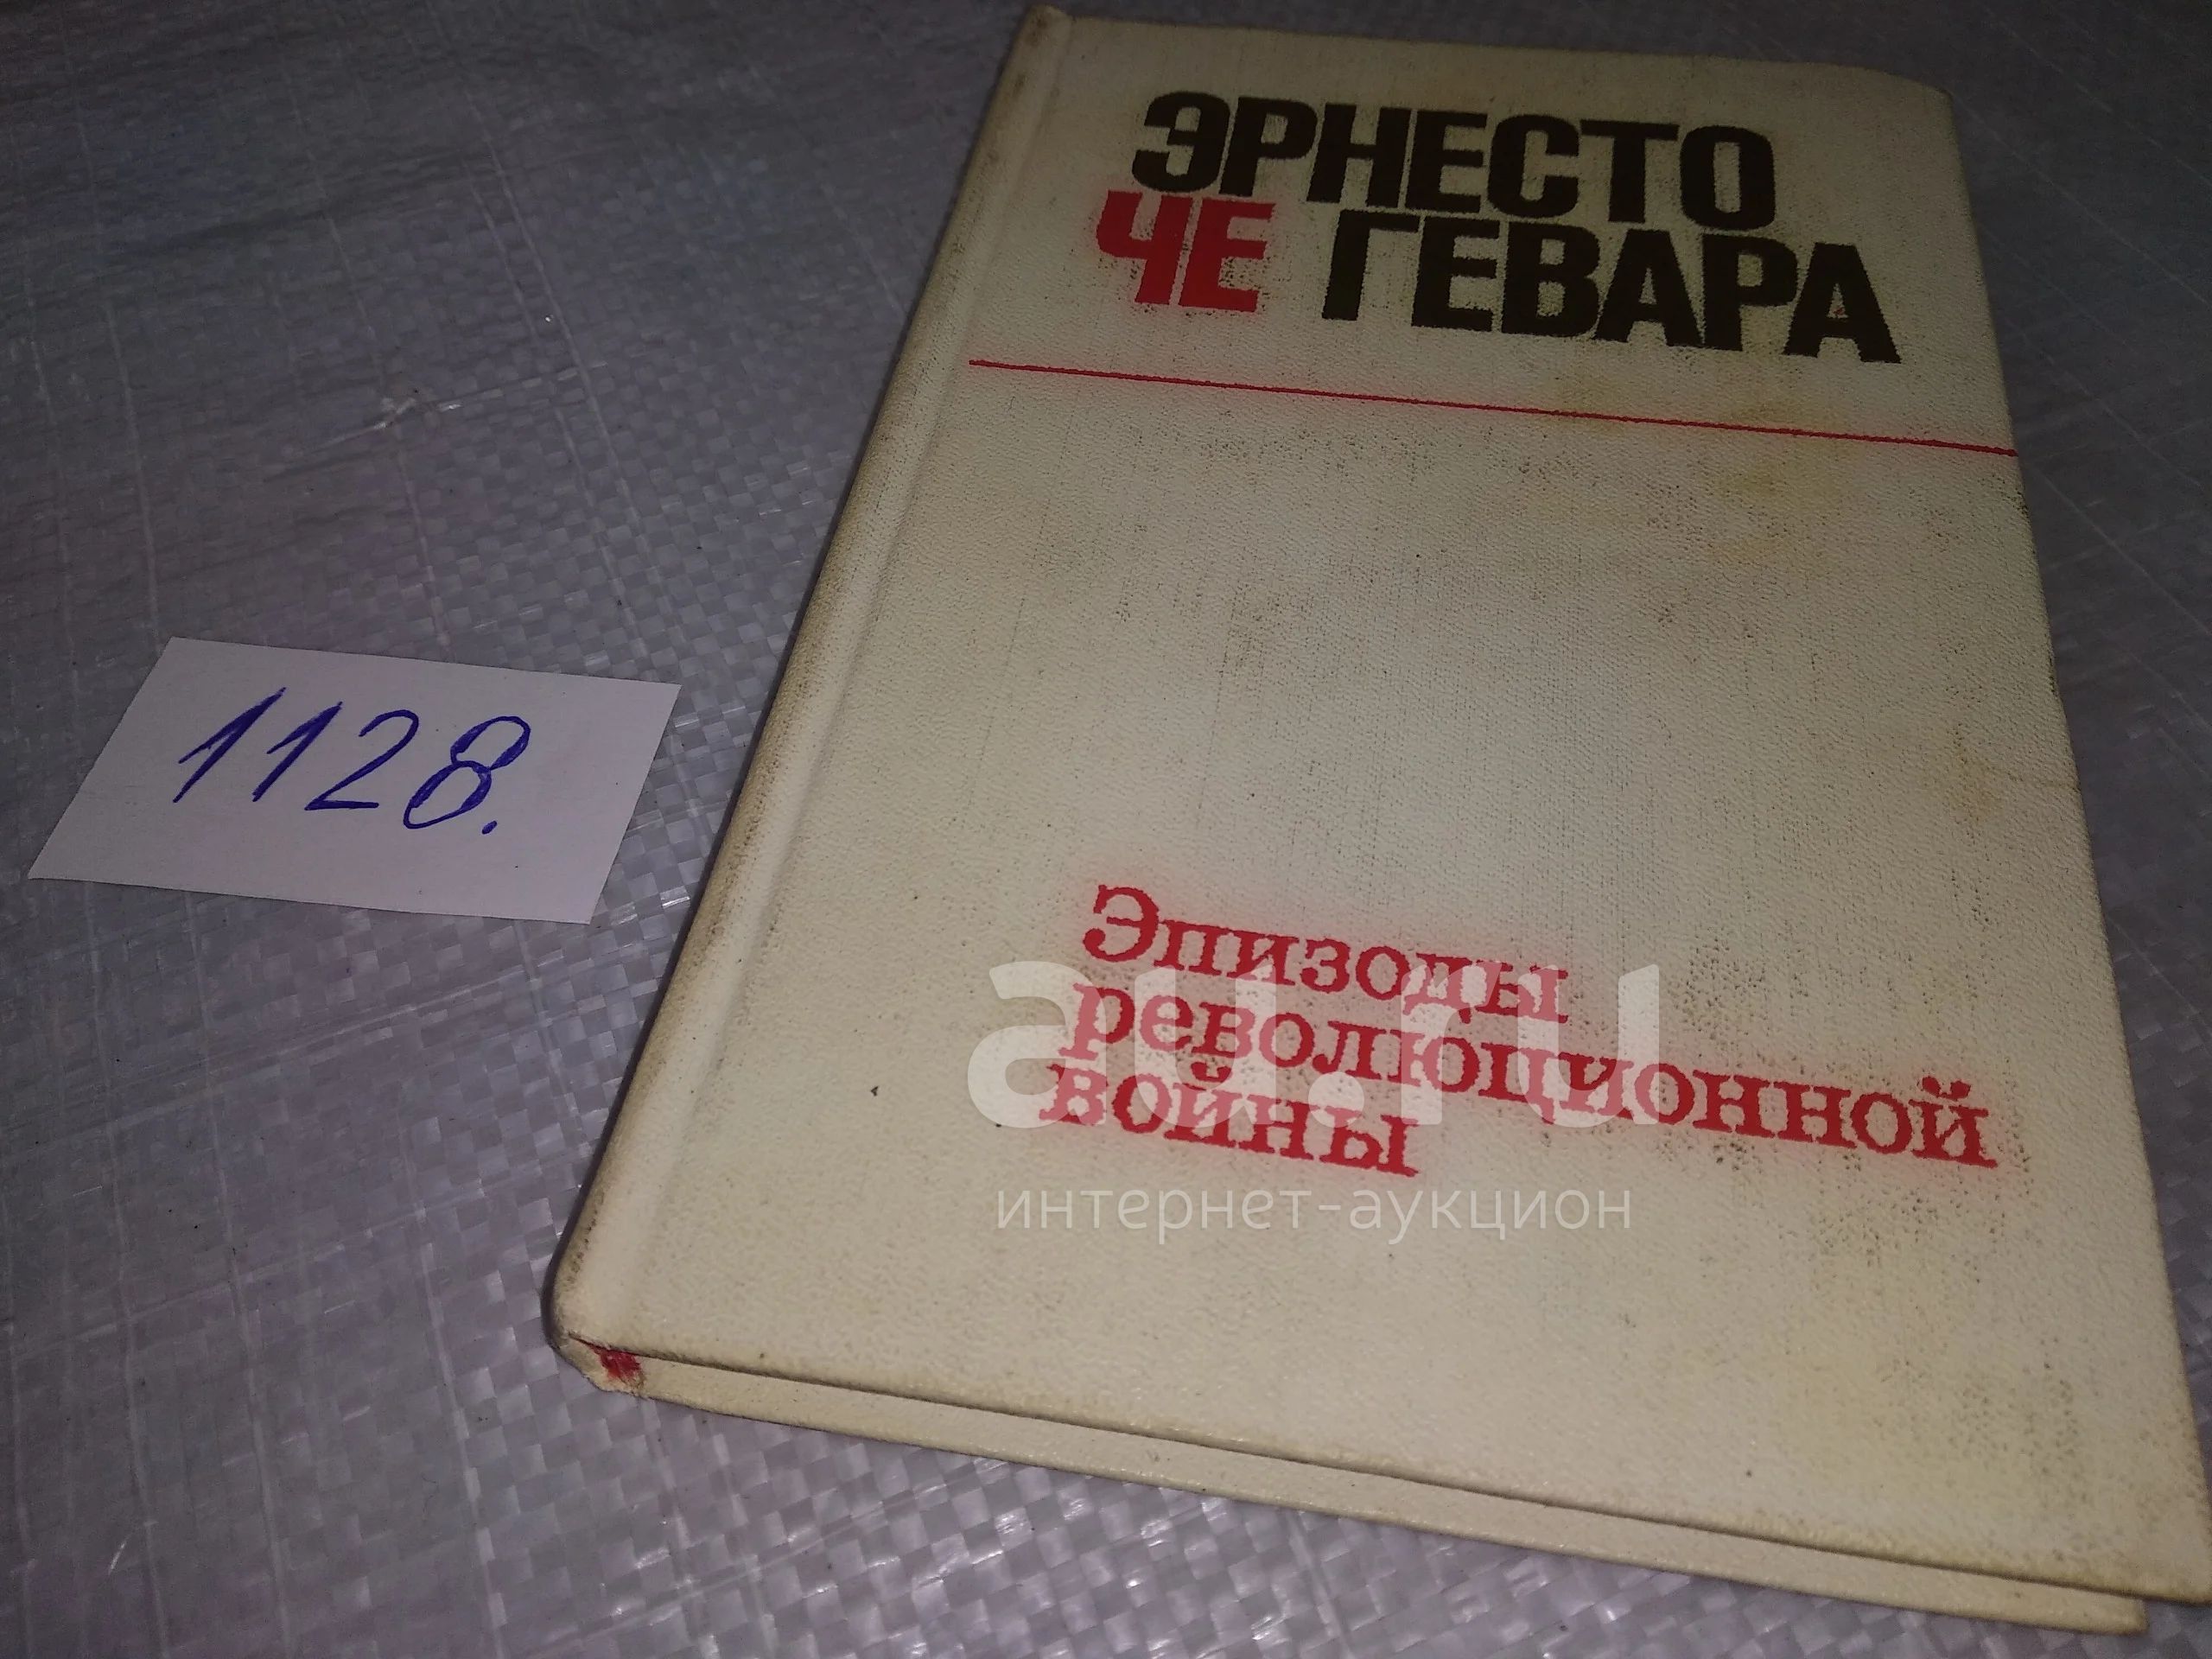 ЭРНЕСТО
ЧЕ ГЕВАРА
1128.
Эпизоды
революционной
войны
au.ru
интернет-аукцион